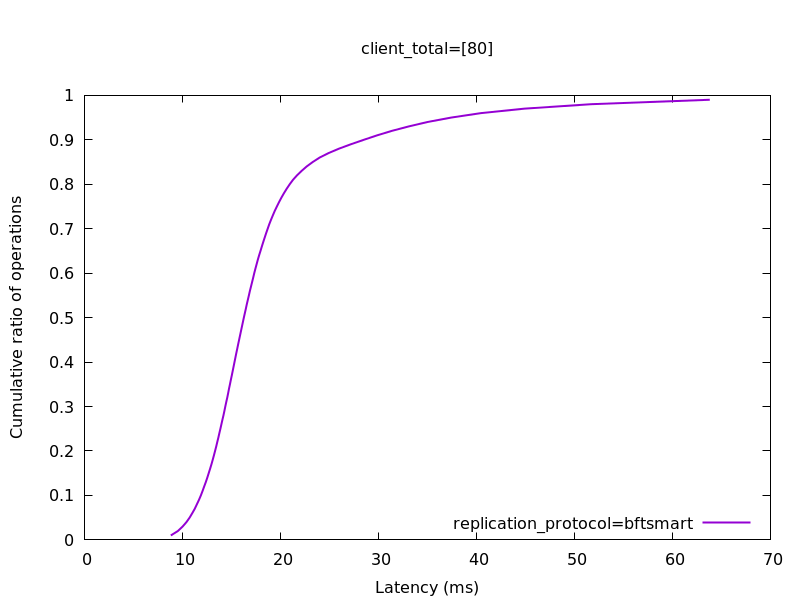 client_total=[80]
Cumulative ratio of operations
1
0.9
0.8
0.7
0.6
0.5
0.4
0.3
0.2
0.1
0
replication_protocol=bftsmart
0 10 20 30 40 50 60 70
Latency (ms)